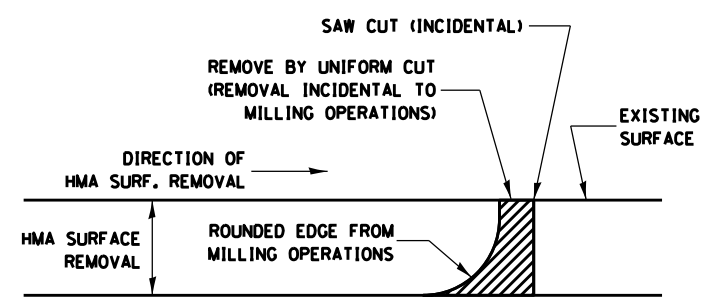 SAW CUT (INCIDENTAL)
REMOVE BY UNIFORM CUT
(REMOVAL INCIDENTAL TO
MILLING OPERATIONS)
EXISTING
SURFACE
DIRECTION OF
HMA SURF. REMOVAL
HMA SURFACE
REMOVAL
ROUNDED EDGE FROM
MILLING OPERATIONS